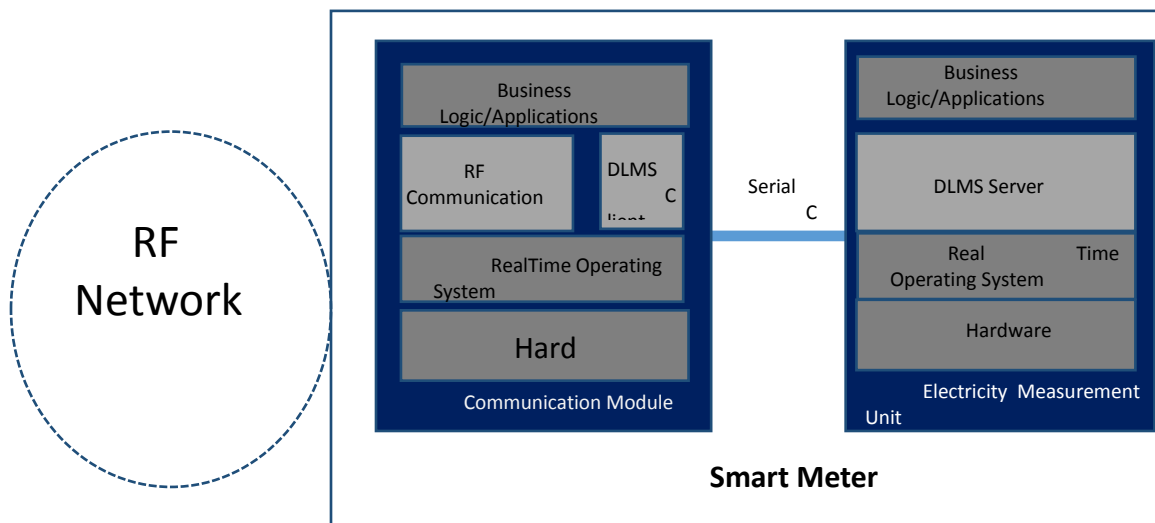 RF
Network
Business
Logic/Applications
RF
Communication
DLMS
C
RealTime Operating
System
Hard
Communication Module
Serial
C
Business
Logic/Applications
DLMS Server
Real Time
Operating System
Hardware
Electricity Measurement
Unit
Smart Meter